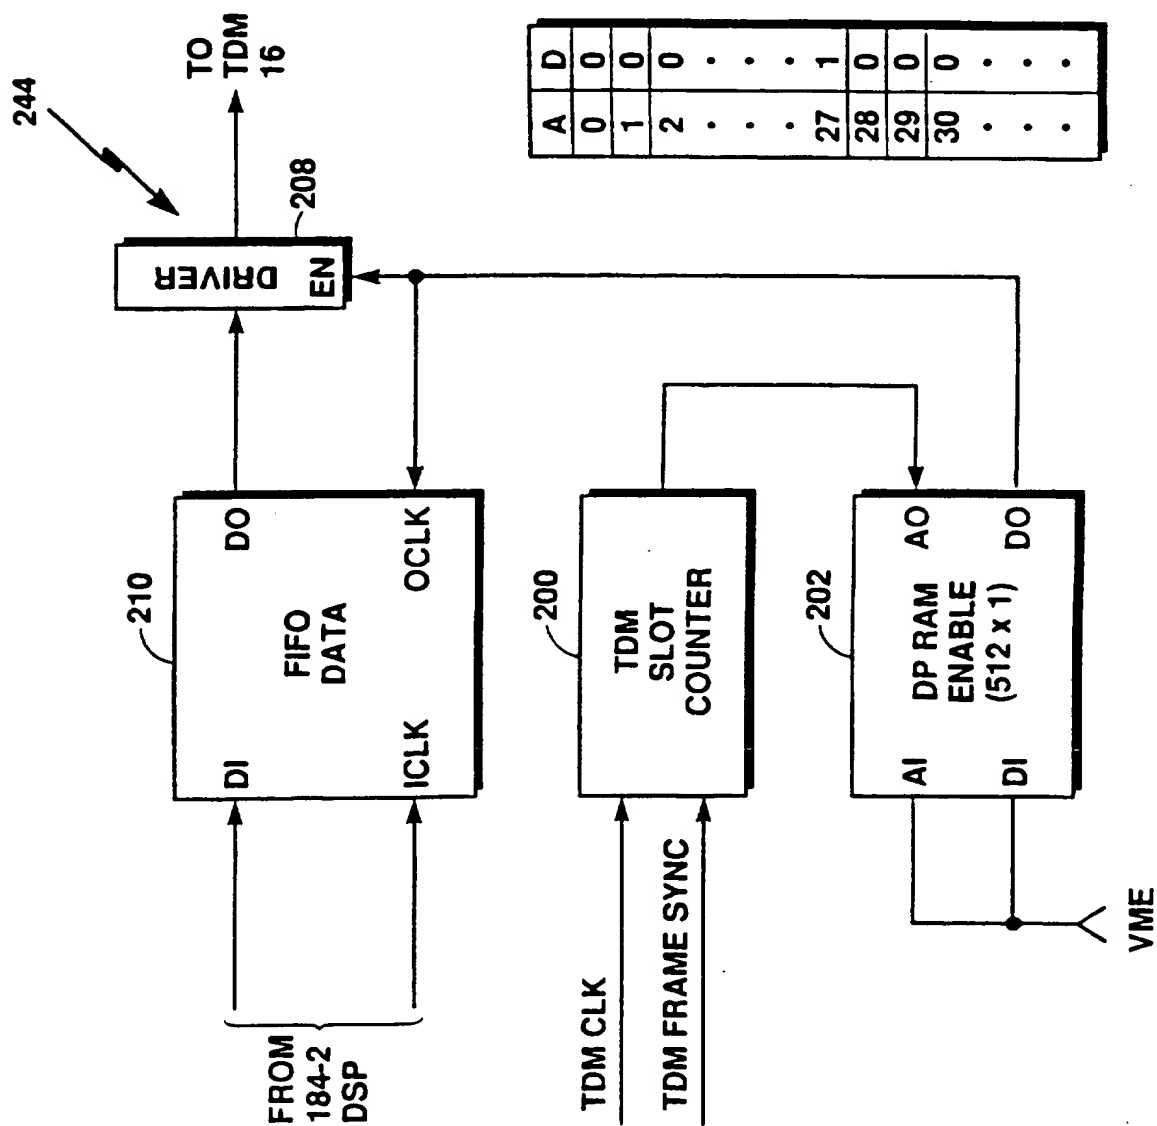 244
TO
TDM
16
DRIVER
EN
208
210
DI
DO
FIFO
DATA
ICLK
OCLK
FROM
184-2
DSP
200
TDM
SLOT
COUNTER
TDM CLK
TDM FRAME SYNC
202
AI
AO
DP RAM
ENABLE
(512 x 1)
DI
DO
VME
A D
0 0
1 0
2 0
. .
. .
. .
27 1
28 0
29 0
30 0
. .
. .
. .